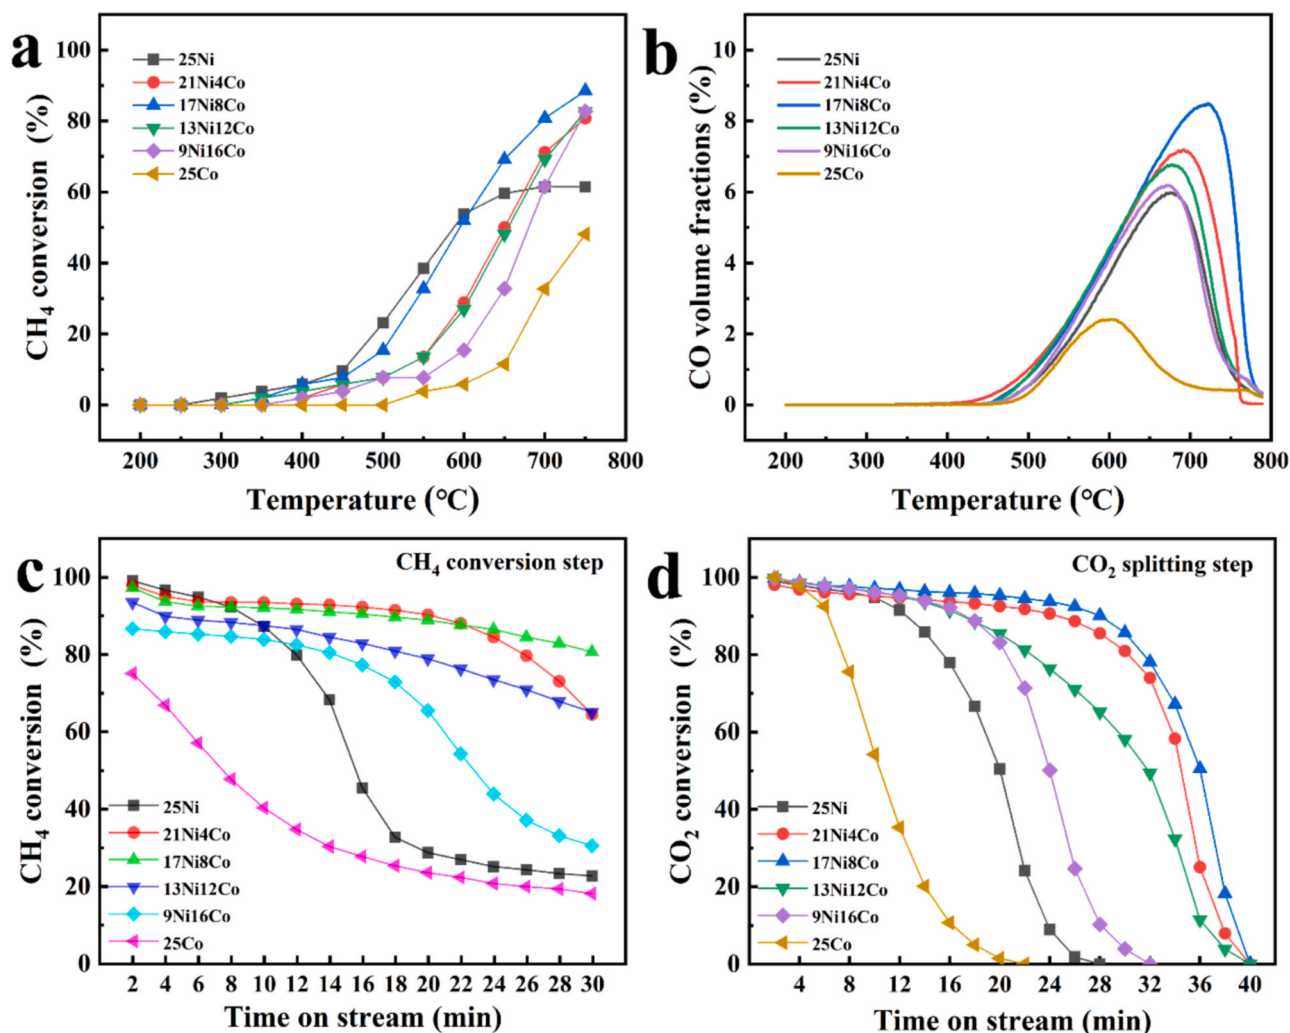 a
CH₄ conversion (%)
100
80
60
40
20
0
25Ni
21Ni4Co
17Ni8Co
13Ni12Co
9Ni16Co
25Co
200 300 400 500 600 700 800
Temperature (℃)
b
CO volume fractions (%)
10
8
6
4
2
0
25Ni
21Ni4Co
17Ni8Co
13Ni12Co
9Ni16Co
25Co
200 300 400 500 600 700 800
Temperature (℃)
c
CH₄ conversion step
CH₄ conversion (%)
100
80
60
40
20
0
25Ni
21Ni4Co
17Ni8Co
13Ni12Co
9Ni16Co
25Co
2 4 6 8 10 12 14 16 18 20 22 24 26 28 30
Time on stream (min)
d
CO₂ splitting step
CO₂ conversion (%)
100
80
60
40
20
0
25Ni
21Ni4Co
17Ni8Co
13Ni12Co
9Ni16Co
25Co
4 8 12 16 20 24 28 32 36 40
Time on stream (min)